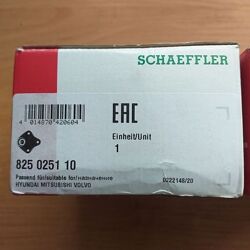 SCHAEFFLER
4 014870 420604
EAC
Einheit/Unit
1
825 0251 10
Passend für/suitable for/
0222148/20
HYUNDAI MITSUBISHI VOLVO